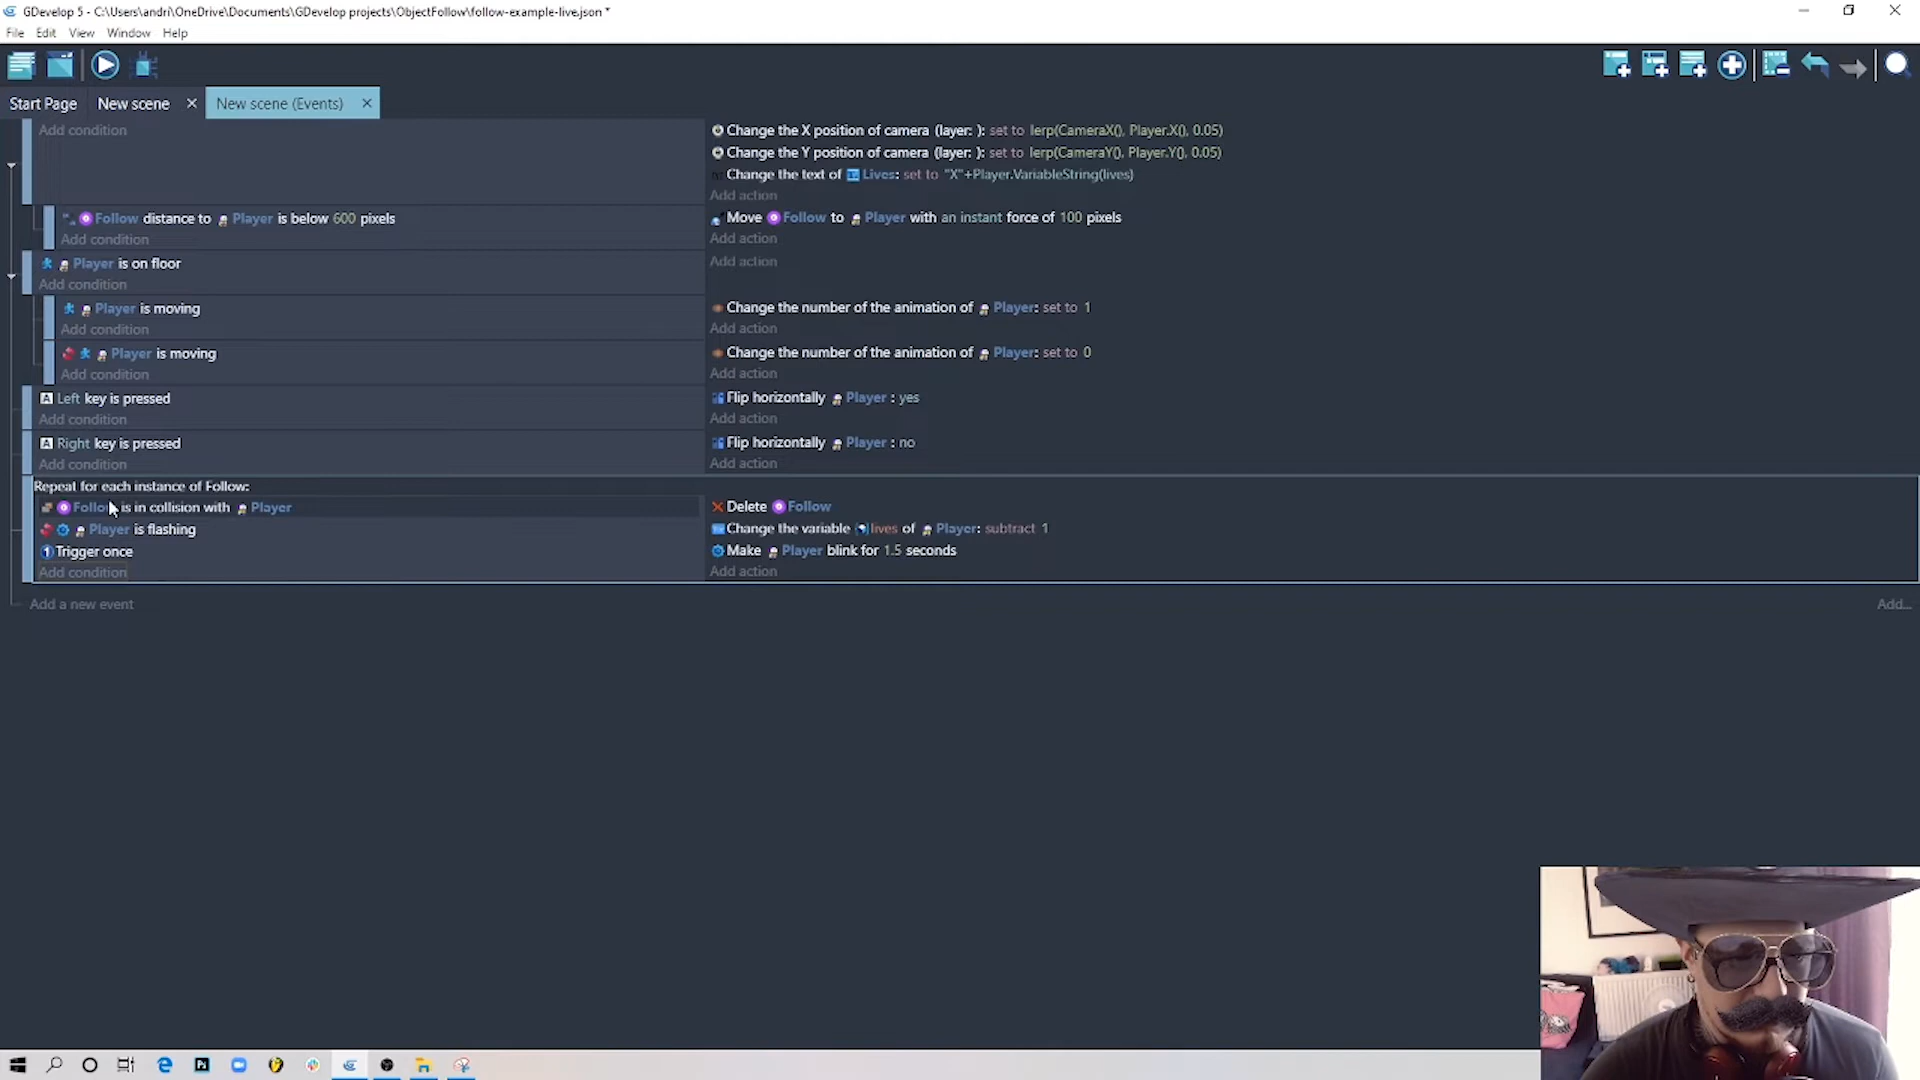 GDevelop 5 - C:\Users\andri\OneDrive\Documents\GDevelop projects\ObjectFollow\follow-example-live.json *
File Edit View Window Help
Start Page New scene × New scene (Events) ×
Add condition
Change the X position of camera (layer: ): set to lerp(CameraX(), Player.X(), 0.05)
Change the Y position of camera (layer: ): set to lerp(CameraY(), Player.Y(), 0.05)
Change the text of Lives: set to "X"+Player.VariableString(lives)
Add action
Follow distance to Player is below 600 pixels
Add condition
Move Follow to Player with an instant force of 100 pixels
Add action
Player is on floor
Add condition
Add action
Player is moving
Add condition
Change the number of the animation of Player: set to 1
Add action
Player is moving
Add condition
Change the number of the animation of Player: set to 0
Add action
A Left key is pressed
Add condition
Flip horizontally Player : yes
Add action
A Right key is pressed
Add condition
Flip horizontally Player : no
Add action
Repeat for each instance of Follow:
Follow is in collision with Player
Player is flashing
1 Trigger once
Add condition
Delete Follow
Change the variable lives of Player: subtract 1
Make Player blink for 1.5 seconds
Add action
Add a new event
Add...